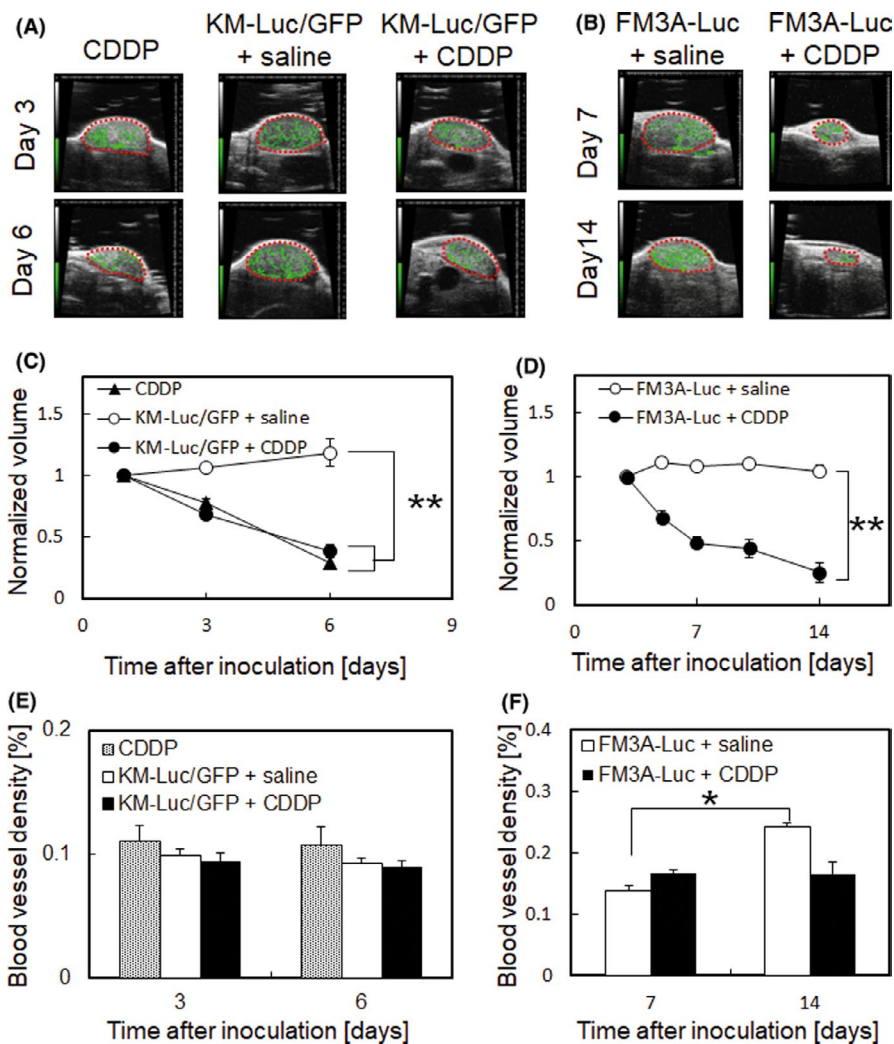 (A)
CDDP
KM-Luc/GFP
+ saline
KM-Luc/GFP
+ CDDP
Day 3
Day 6
(B)
FM3A-Luc
+ saline
FM3A-Luc
+ CDDP
Day 7
Day14
(C)
Normalized volume
1.5
1
0.5
0
CDDP
KM-Luc/GFP + saline
KM-Luc/GFP + CDDP
**
0 3 6 9
Time after inoculation [days]
(D)
Normalized volume
1.5
1
0.5
0
FM3A-Luc + saline
FM3A-Luc + CDDP
**
0 7 14
Time after inoculation [days]
(E)
Blood vessel density [%]
0.2
0.1
0
CDDP
KM-Luc/GFP + saline
KM-Luc/GFP + CDDP
3 6
Time after inoculation [days]
(F)
Blood vessel density [%]
0.4
0.3
0.2
0.1
0
FM3A-Luc + saline
FM3A-Luc + CDDP
*
7 14
Time after inoculation [days]